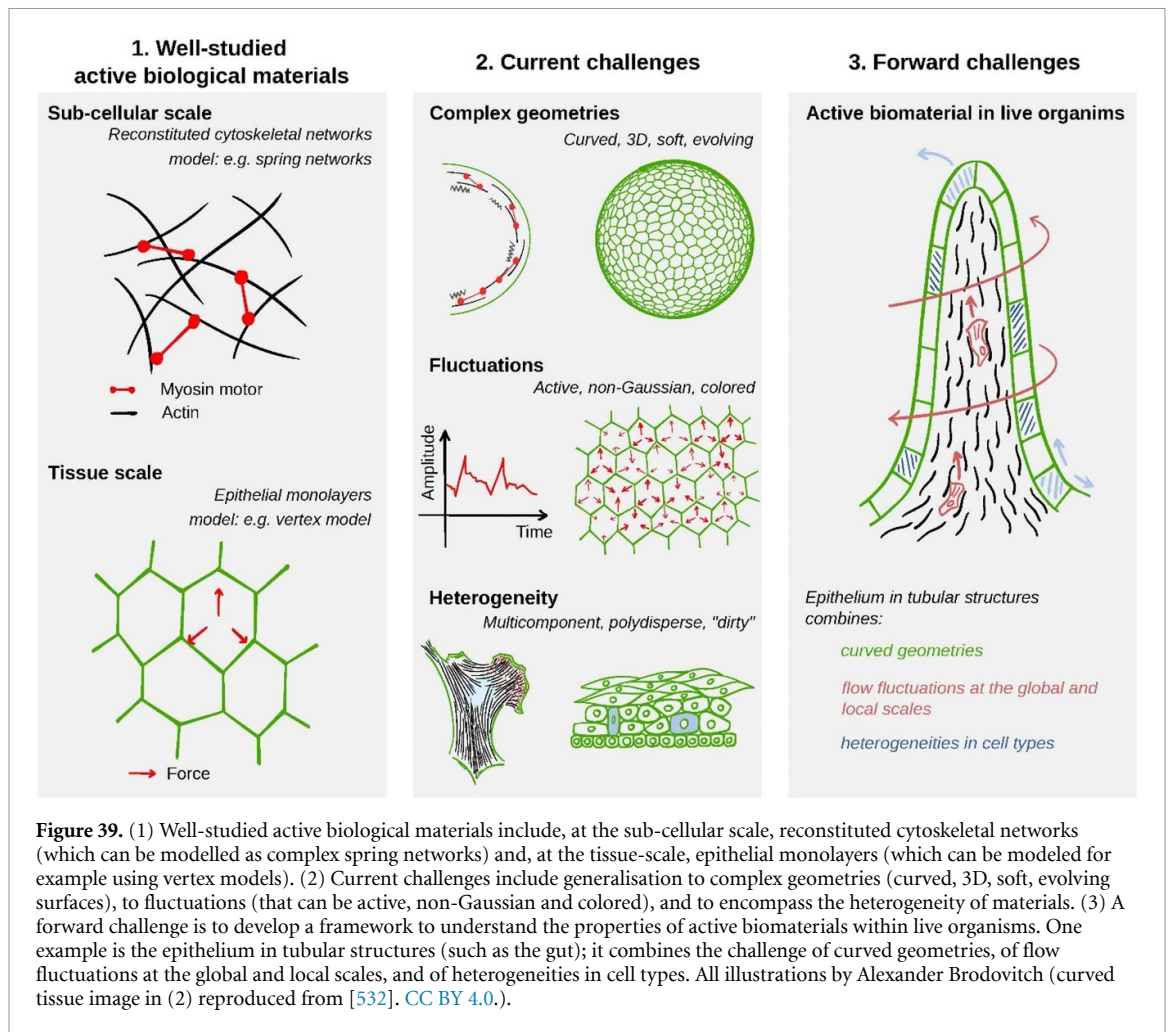 1. Well-studied
active biological materials
Sub-cellular scale
Reconstituted cytoskeletal networks
model: e.g. spring networks
Myosin motor
Actin
Tissue scale
Epithelial monolayers
model: e.g. vertex model
Force
2. Current challenges
Complex geometries
Curved, 3D, soft, evolving
Fluctuations
Active, non-Gaussian, colored
Amplitude
Time
Heterogeneity
Multicomponent, polydisperse, "dirty"
3. Forward challenges
Active biomaterial in live organims
Epithelium in tubular structures
combines:
curved geometries
flow fluctuations at the global and
local scales
heterogeneities in cell types
Figure 39. (1) Well-studied active biological materials include, at the sub-cellular scale, reconstituted cytoskeletal networks
(which can be modelled as complex spring networks) and, at the tissue-scale, epithelial monolayers (which can be modeled for
example using vertex models). (2) Current challenges include generalisation to complex geometries (curved, 3D, soft, evolving
surfaces), to fluctuations (that can be active, non-Gaussian and colored), and to encompass the heterogeneity of materials. (3) A
forward challenge is to develop a framework to understand the properties of active biomaterials within live organisms. One
example is the epithelium in tubular structures (such as the gut); it combines the challenge of curved geometries, of flow
fluctuations at the global and local scales, and of heterogeneities in cell types. All illustrations by Alexander Brodovitch (curved
tissue image in (2) reproduced from [532]. CC BY 4.0.).